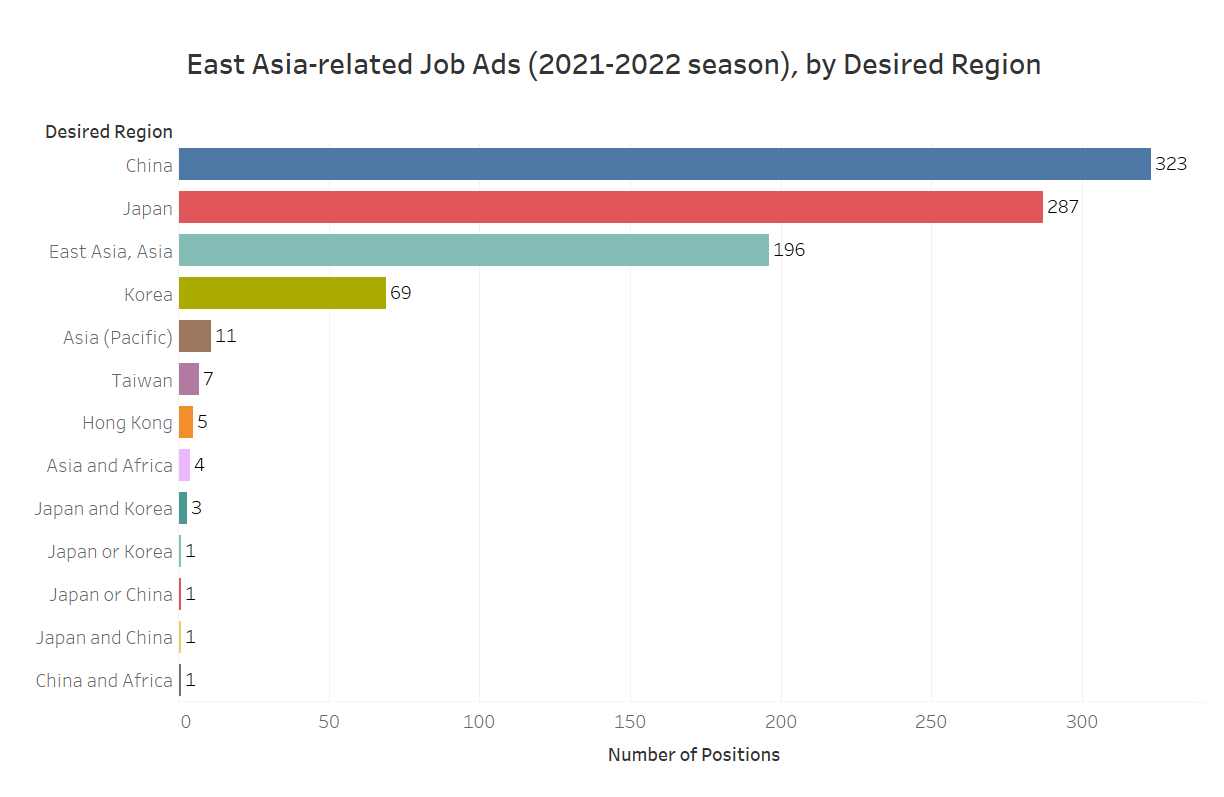 East Asia-related Job Ads (2021-2022 season), by Desired Region
Desired Region
China 323
Japan 287
East Asia, Asia 196
Korea 69
Asia (Pacific) 11
Taiwan 7
Hong Kong 5
Asia and Africa 4
Japan and Korea 3
Japan or Korea 1
Japan or China 1
Japan and China 1
China and Africa 1
0 50 100 150 200 250 300
Number of Positions